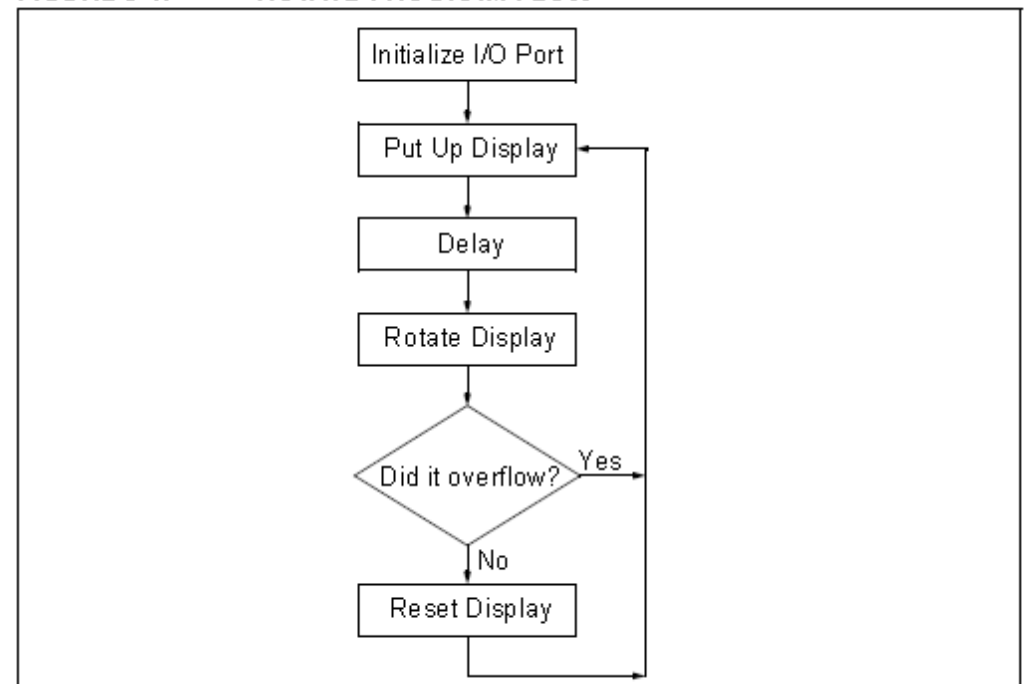 Initialize I/O Port
Put Up Display
Delay
Rotate Display
Did it overflow?
Yes
No
Reset Display